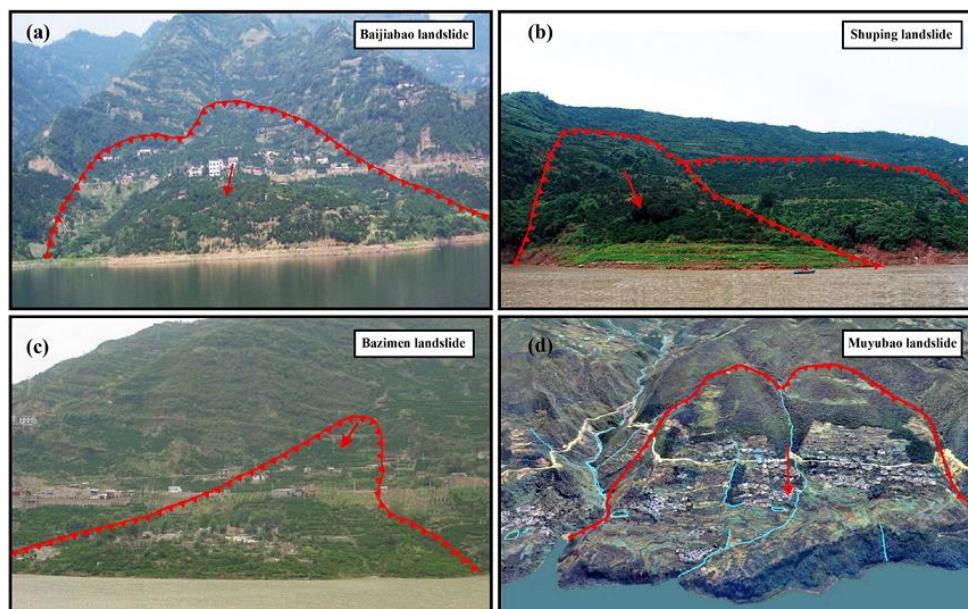 (a)
Baijiabao landslide
(b)
Shuping landslide
(c)
Bazimen landslide
(d)
Muyubao landslide